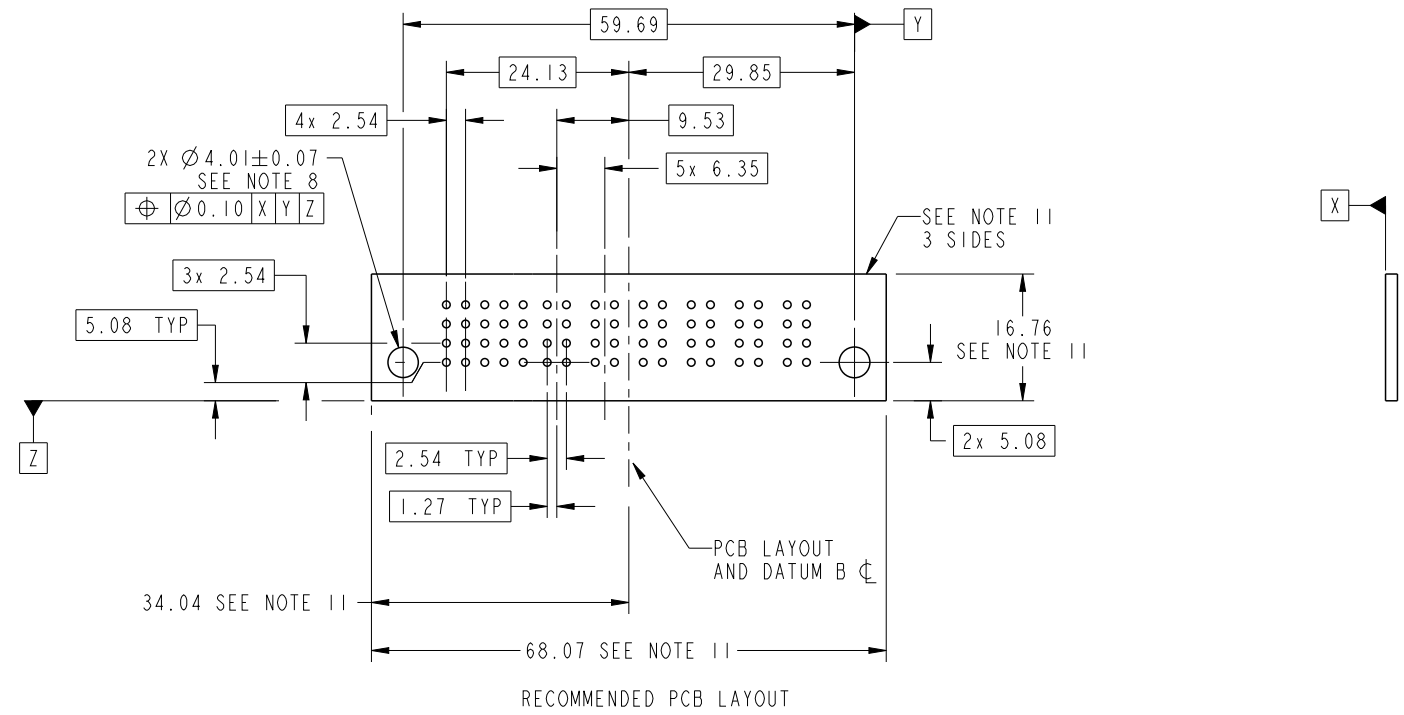 59.69
Y
24.13
29.85
4x 2.54
9.53
2X ∅4.01±0.07
SEE NOTE 8
⌖ ∅0.10 X Y Z
5x 6.35
X
SEE NOTE 11
3 SIDES
3x 2.54
5.08 TYP
16.76
SEE NOTE 11
2x 5.08
Z
2.54 TYP
1.27 TYP
PCB LAYOUT
AND DATUM B ℄
34.04 SEE NOTE 11
68.07 SEE NOTE 11
RECOMMENDED PCB LAYOUT